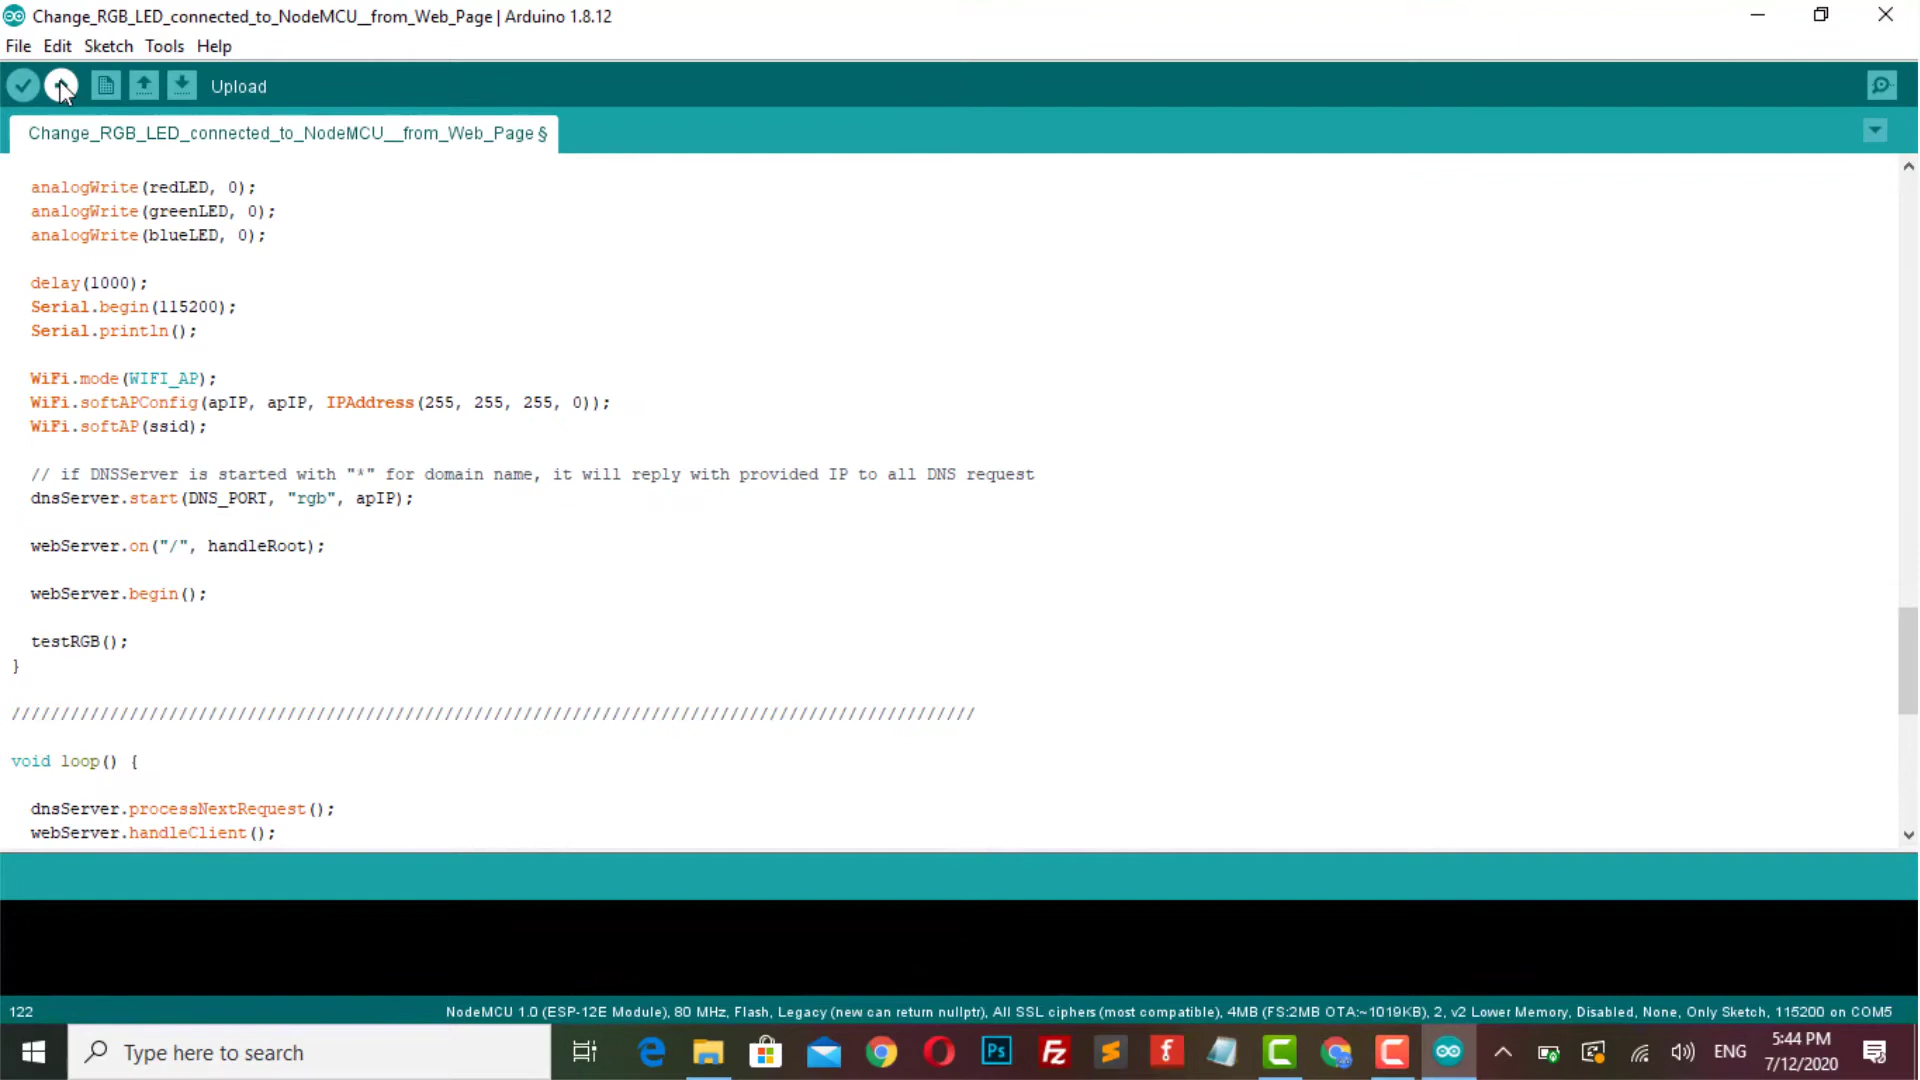 Change_RGB_LED_connected_to_NodeMCU__from_Web_Page | Arduino 1.8.12
File Edit Sketch Tools Help
Upload
Change_RGB_LED_connected_to_NodeMCU__from_Web_Page §
analogWrite(redLED, 0);
analogWrite(greenLED, 0);
analogWrite(blueLED, 0);
delay(1000);
Serial.begin(115200);
Serial.println();
WiFi.mode(WIFI_AP);
WiFi.softAPConfig(apIP, apIP, IPAddress(255, 255, 255, 0));
WiFi.softAP(ssid);
// if DNSServer is started with "*" for domain name, it will reply with provided IP to all DNS request
dnsServer.start(DNS_PORT, "rgb", apIP);
webServer.on("/", handleRoot);
webServer.begin();
testRGB();
}
//////////////////////////////////////////////////////////////////////////////////////////////////
void loop() {
dnsServer.processNextRequest();
webServer.handleClient();
122
NodeMCU 1.0 (ESP-12E Module), 80 MHz, Flash, Legacy (new can return nullptr), All SSL ciphers (most compatible), 4MB (FS:2MB OTA:~1019KB), 2, v2 Lower Memory, Disabled, None, Only Sketch, 115200 on COM5
Type here to search
Ps
Fz
ENG
5:44 PM
7/12/2020